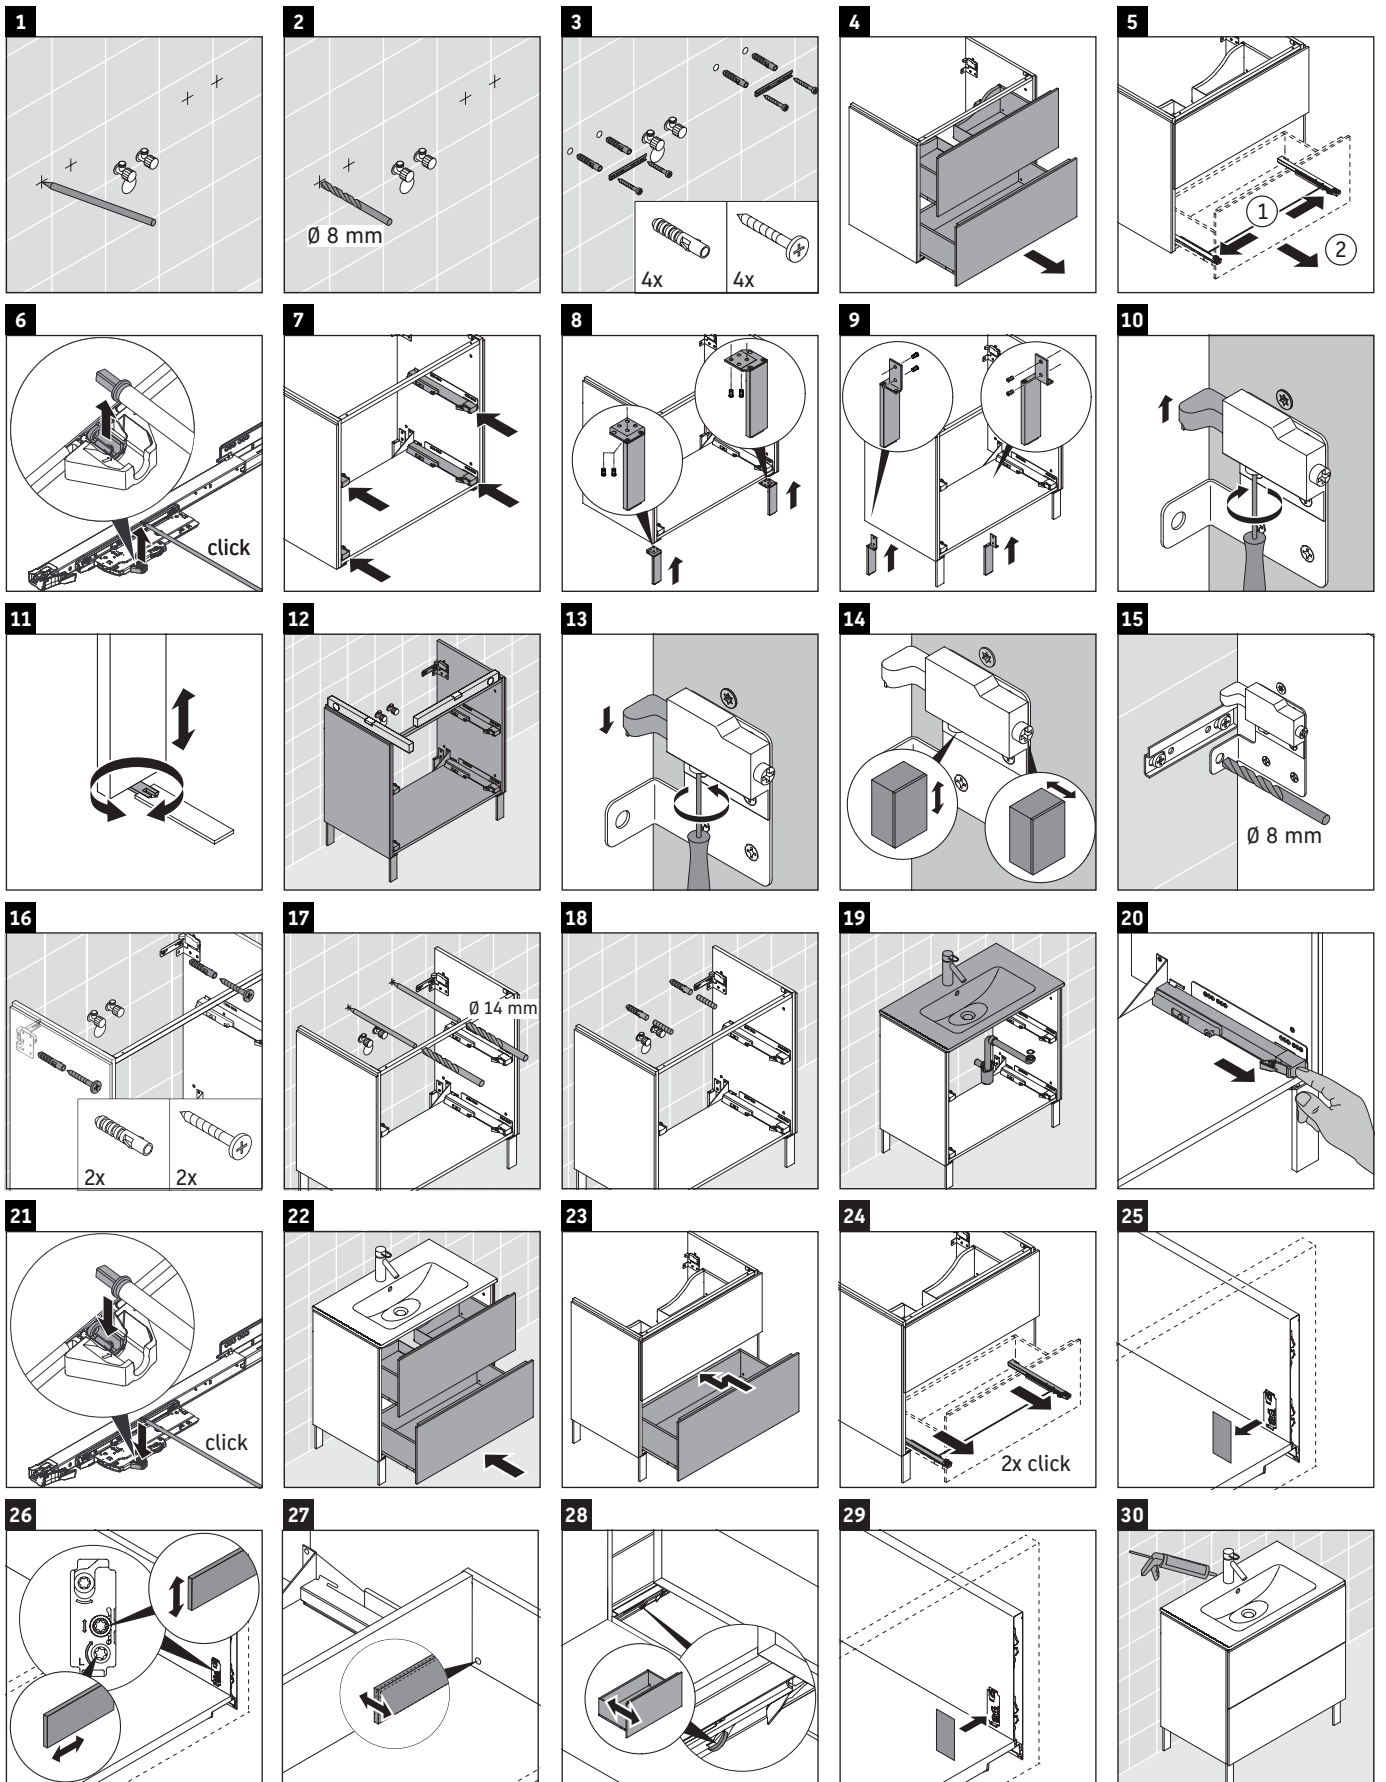 1 2 3 4 5
Ø 8 mm
4x 4x
1
2
6 7 8 9 10
click
11 12 13 14 15
Ø 8 mm
16 17 18 19 20
Ø 14 mm
2x 2x
21 22 23 24 25
click
2x click
26 27 28 29 30